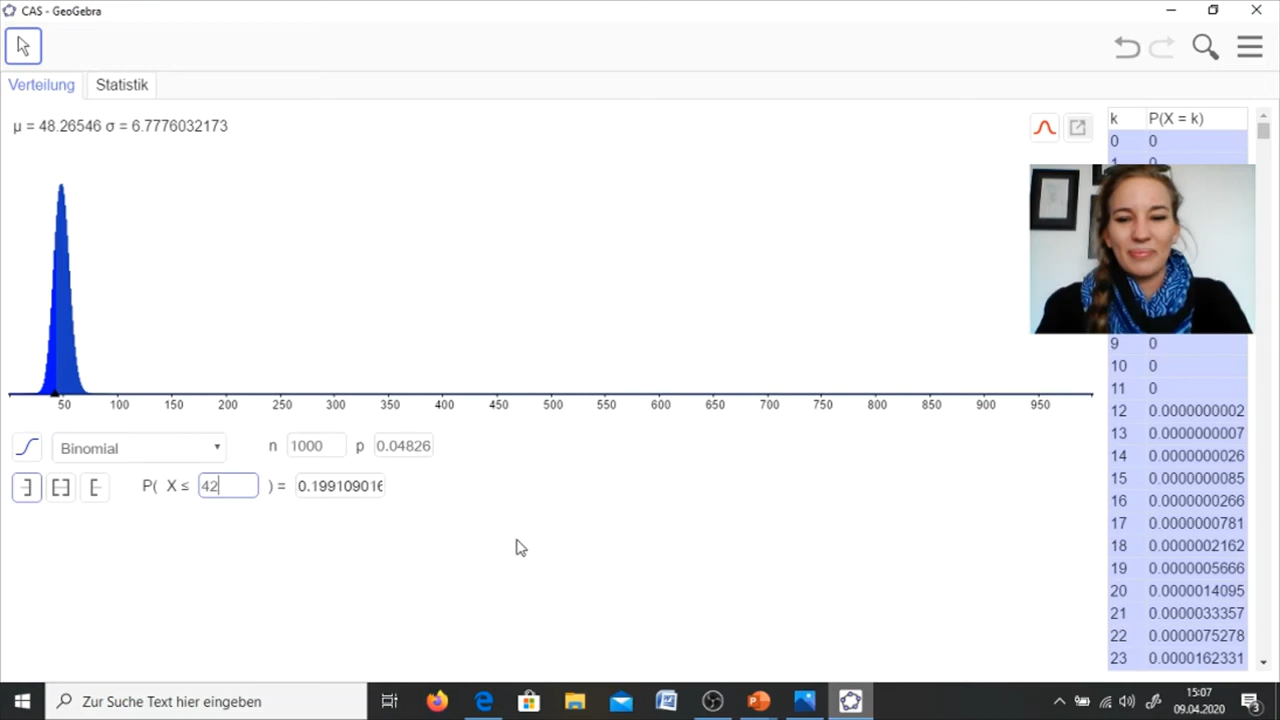 CAS - GeoGebra
Verteilung Statistik
μ = 48.26546 σ = 6.7776032173
k P(X = k)
0 0
9 0
10 0
11 0
12 0.0000000002
13 0.0000000007
14 0.0000000026
15 0.0000000085
16 0.0000000266
17 0.0000000781
18 0.0000002162
19 0.0000005666
20 0.0000014095
21 0.0000033357
22 0.0000075278
23 0.0000162331
50 100 150 200 250 300 350 400 450 500 550 600 650 700 750 800 850 900 950
Binomial n 1000 p 0.04826
P( X ≤ 42 ) = 0.199109016
Zur Suche Text hier eingeben
15:07
09.04.2020
3